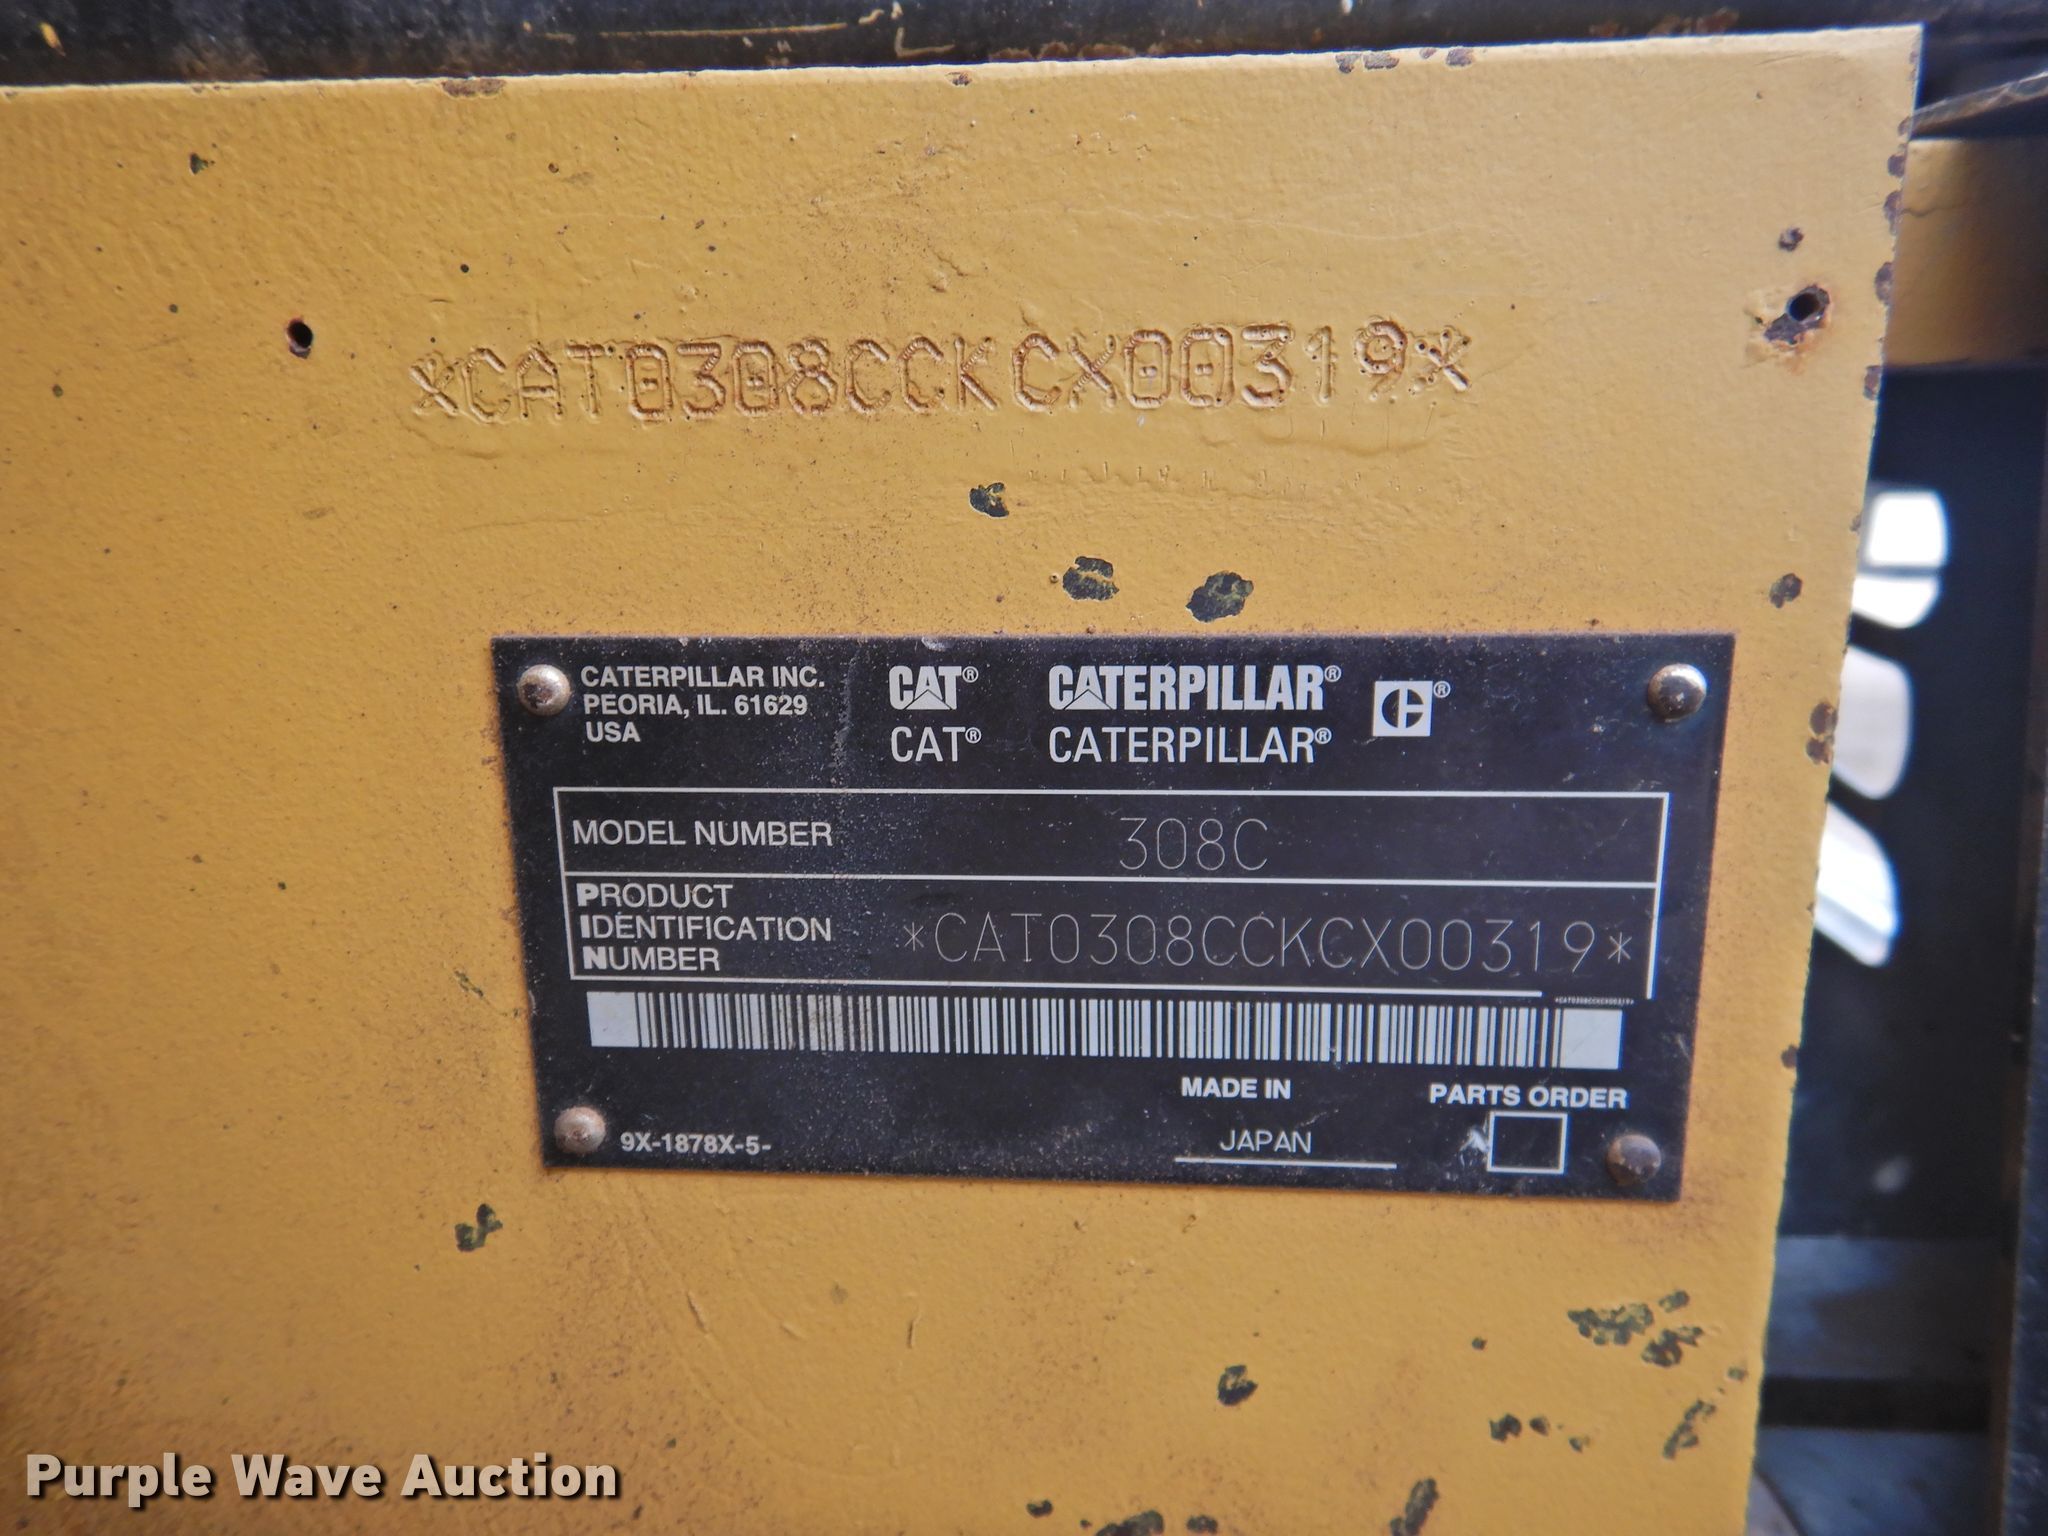 *CAT0308CCKCX00319*
CATERPILLAR INC.
PEORIA, IL. 61629
USA
CAT® CATERPILLAR® C®
CAT® CATERPILLAR®
MODEL NUMBER 308C
PRODUCT
IDENTIFICATION
NUMBER
*CAT0308CCKCX00319*
*CAT0308CCKCX00319*
MADE IN
JAPAN
PARTS ORDER
9X-1878X-5-
Purple Wave Auction